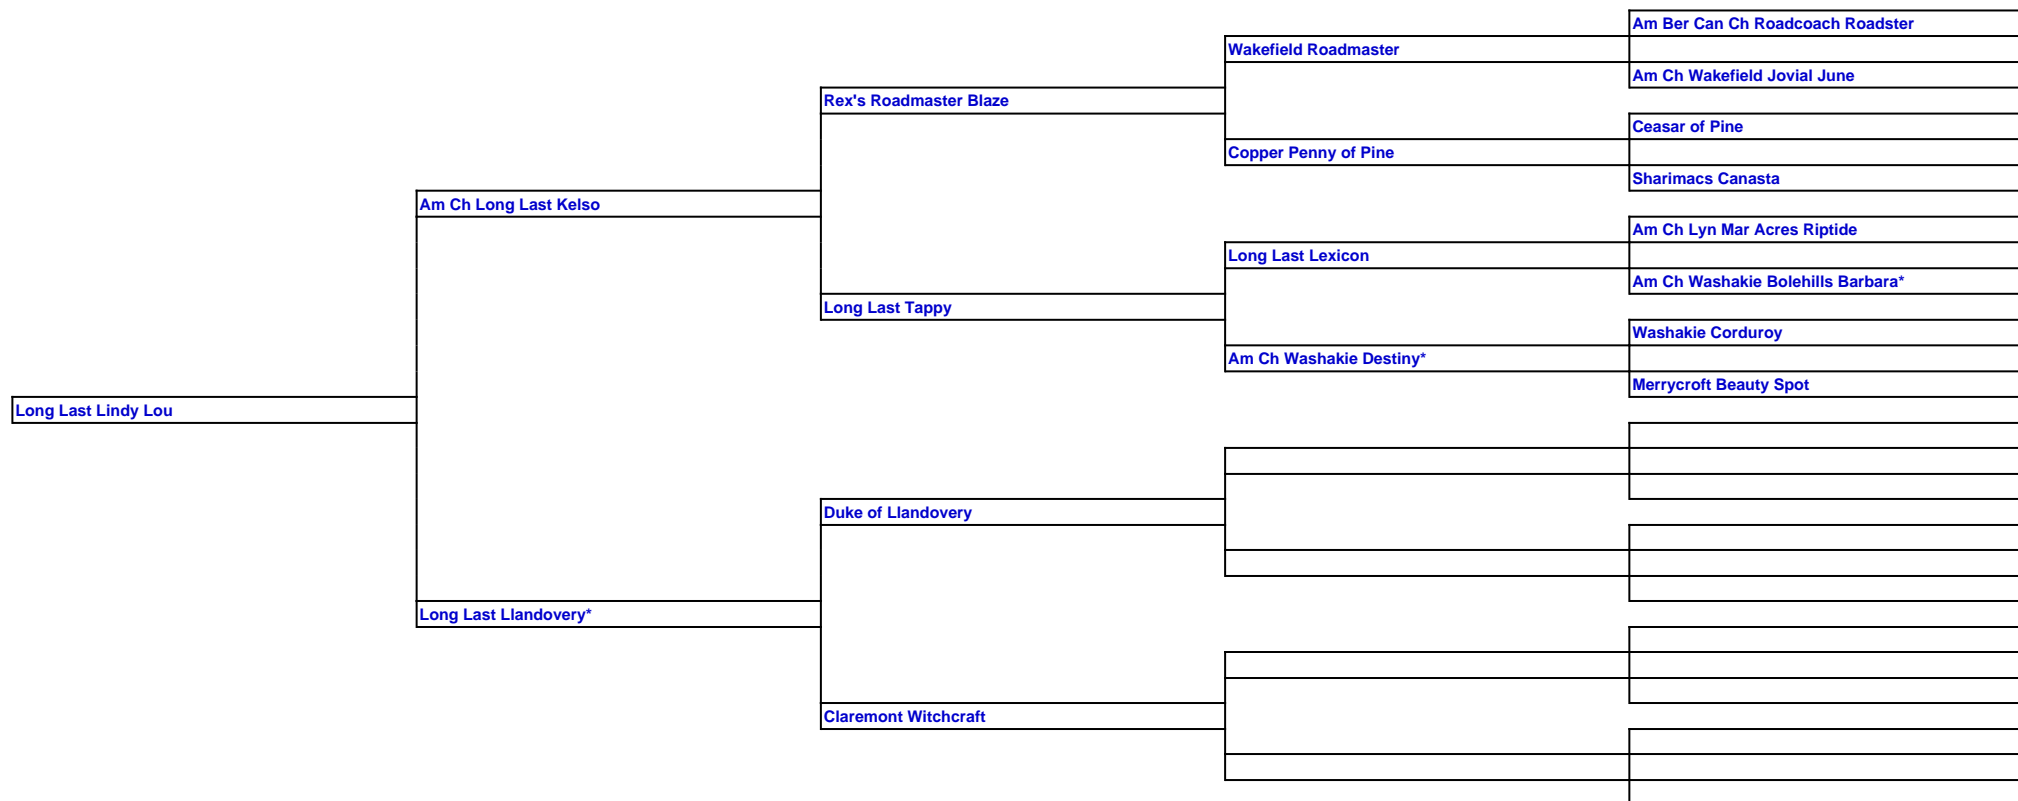 Am Ber Can Ch Roadcoach Roadster
Wakefield Roadmaster
Am Ch Wakefield Jovial June
Rex's Roadmaster Blaze
Ceasar of Pine
Copper Penny of Pine
Sharimacs Canasta
Am Ch Long Last Kelso
Am Ch Lyn Mar Acres Riptide
Long Last Lexicon
Am Ch Washakie Bolehills Barbara*
Long Last Tappy
Washakie Corduroy
Am Ch Washakie Destiny*
Merrycroft Beauty Spot
Long Last Lindy Lou
Duke of Llandovery
Long Last Llandovery*
Claremont Witchcraft